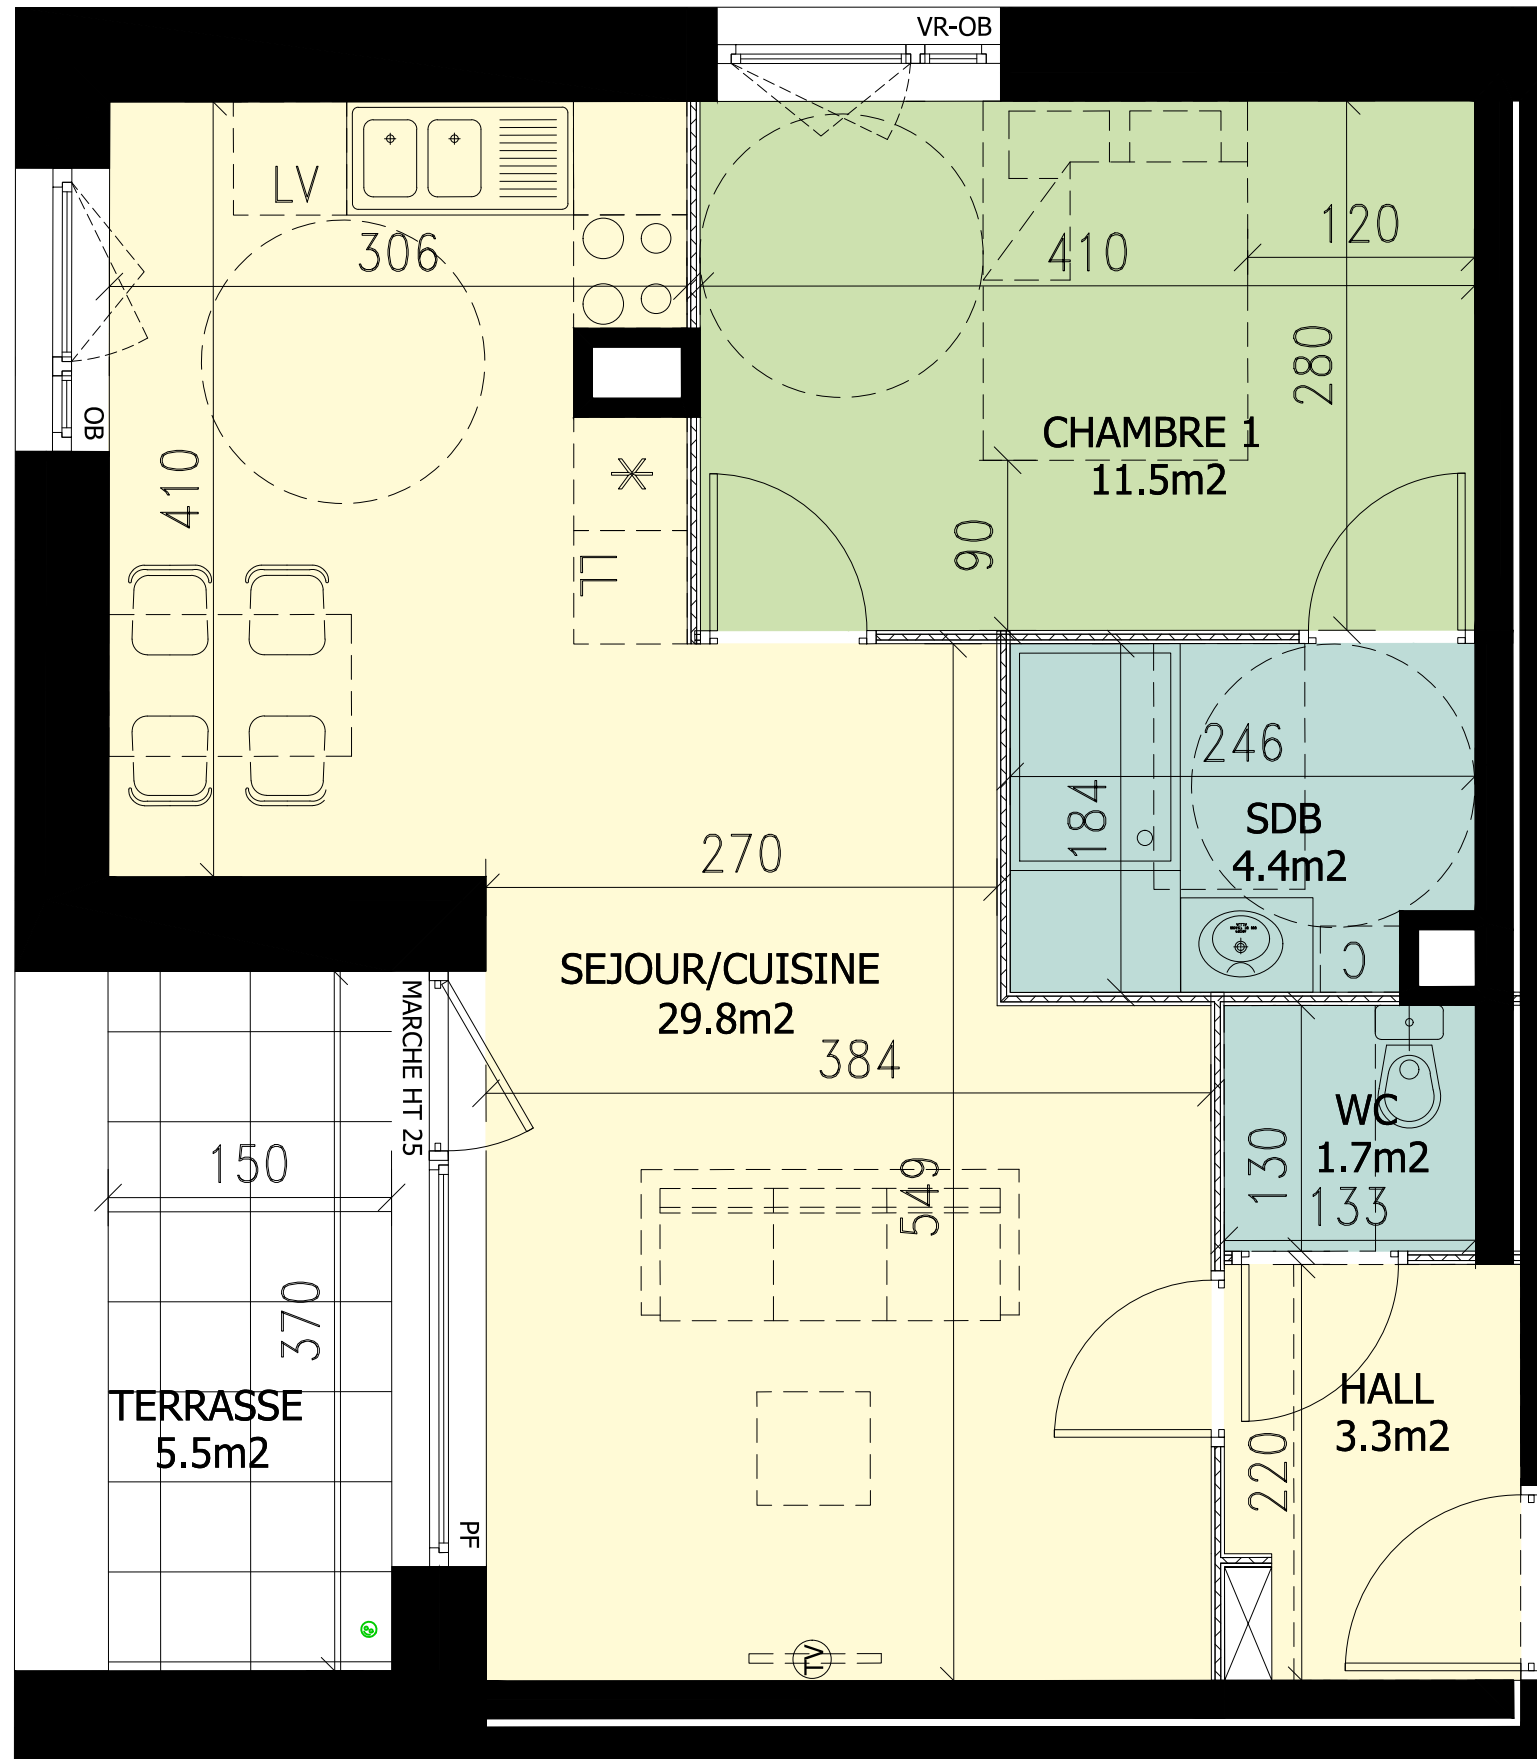 VR-OB
LV
306
410
120
280
OB
CHAMBRE 1
11.5m2
410
90
LL
246
184
SDB
4.4m2
270
C
SEJOUR/CUISINE
29.8m2
MARCHE HT 25
384
WC
1.7m2
130
133
150
549
370
TERRASSE
5.5m2
HALL
3.3m2
220
PF
TV